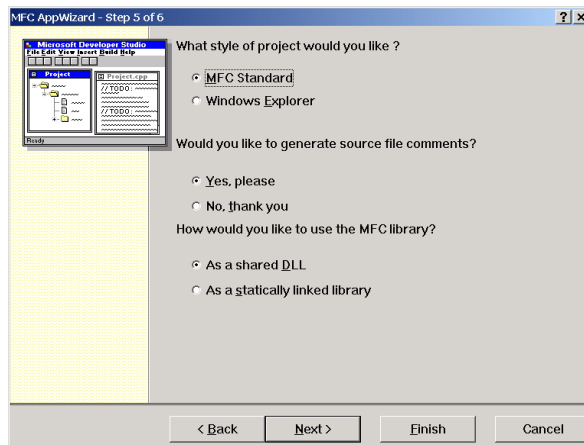 MFC AppWizard - Step 5 of 6
Microsoft Developer Studio
File Edit View Insert Build Help
Project
Project.cpp
//TODO:
//TODO:
Ready
What style of project would you like ?
MFC Standard
Windows Explorer
Would you like to generate source file comments?
Yes, please
No, thank you
How would you like to use the MFC library?
As a shared DLL
As a statically linked library
< Back
Next >
Finish
Cancel